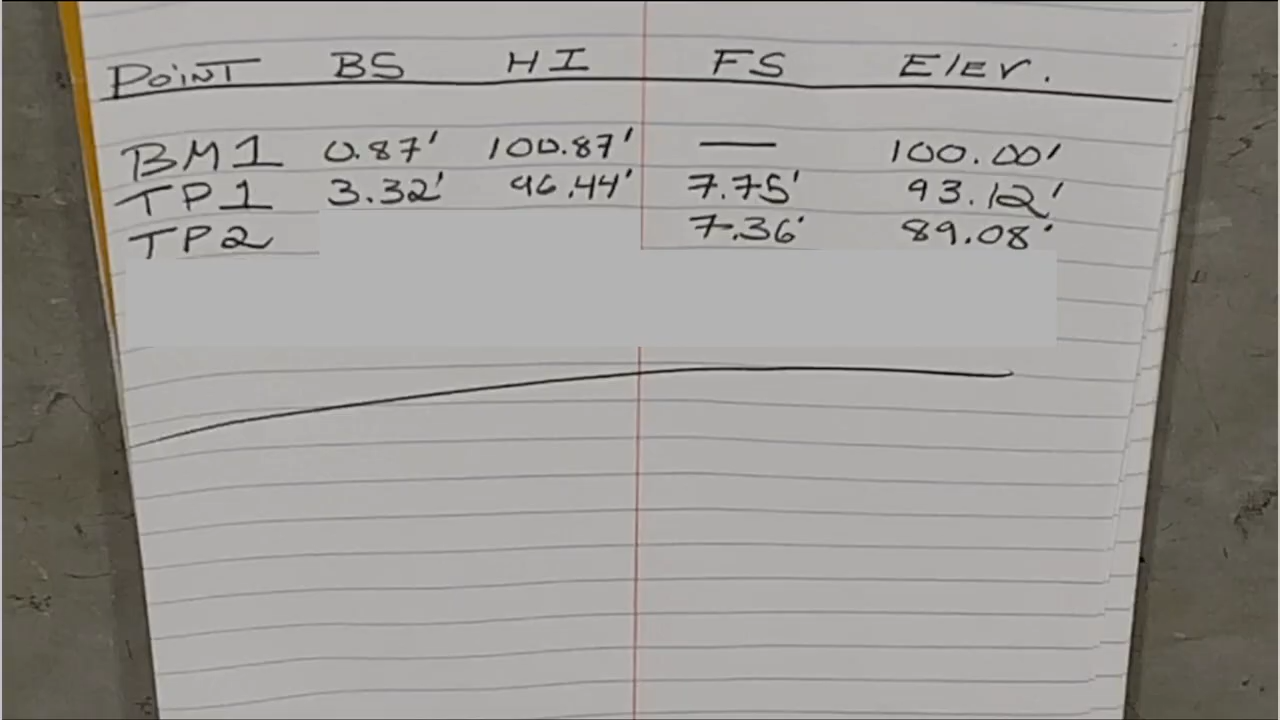 Point BS HI FS Elev.
BM1 0.87' 100.87' — 100.00'
TP1 3.32' 96.44' 7.75' 93.12'
TP2 7.36' 89.08'